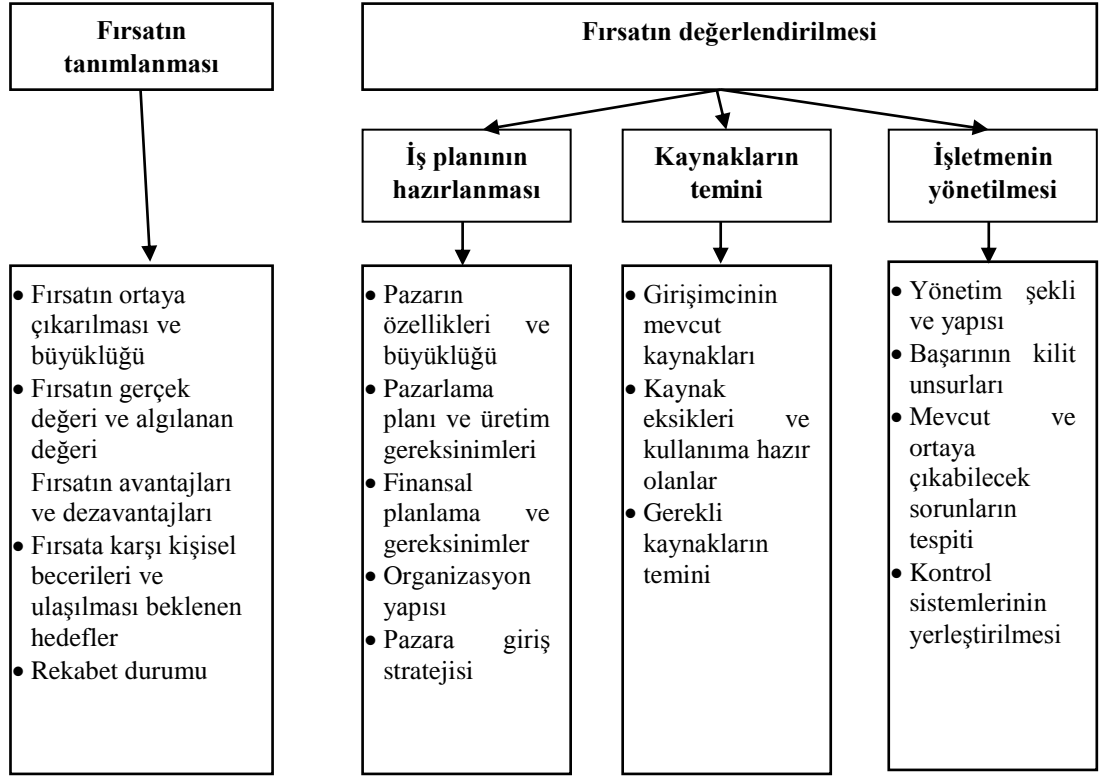 Fırsatın
tanımlanması
Fırsatın değerlendirilmesi
İş planının
hazırlanması
Kaynakların
temini
İşletmenin
yönetilmesi
• Fırsatın ortaya
çıkarılması ve
büyüklüğü
• Fırsatın gerçek
değeri ve algılanan
değeri
Fırsatın avantajları
ve dezavantajları
• Fırsata karşı kişisel
becerileri ve
ulaşılması beklenen
hedefler
• Rekabet durumu
• Pazarın
özellikleri ve
büyüklüğü
• Pazarlama
planı ve üretim
gereksinimleri
• Finansal
planlama ve
gereksinimler
• Organizasyon
yapısı
• Pazara giriş
stratejisi
• Girişimcinin
mevcut
kaynakları
• Kaynak
eksikleri ve
kullanıma hazır
olanlar
• Gerekli
kaynakların
temini
• Yönetim şekli
ve yapısı
• Başarının kilit
unsurları
• Mevcut ve
ortaya
çıkabilecek
sorunların
tespiti
• Kontrol
sistemlerinin
yerleştirilmesi